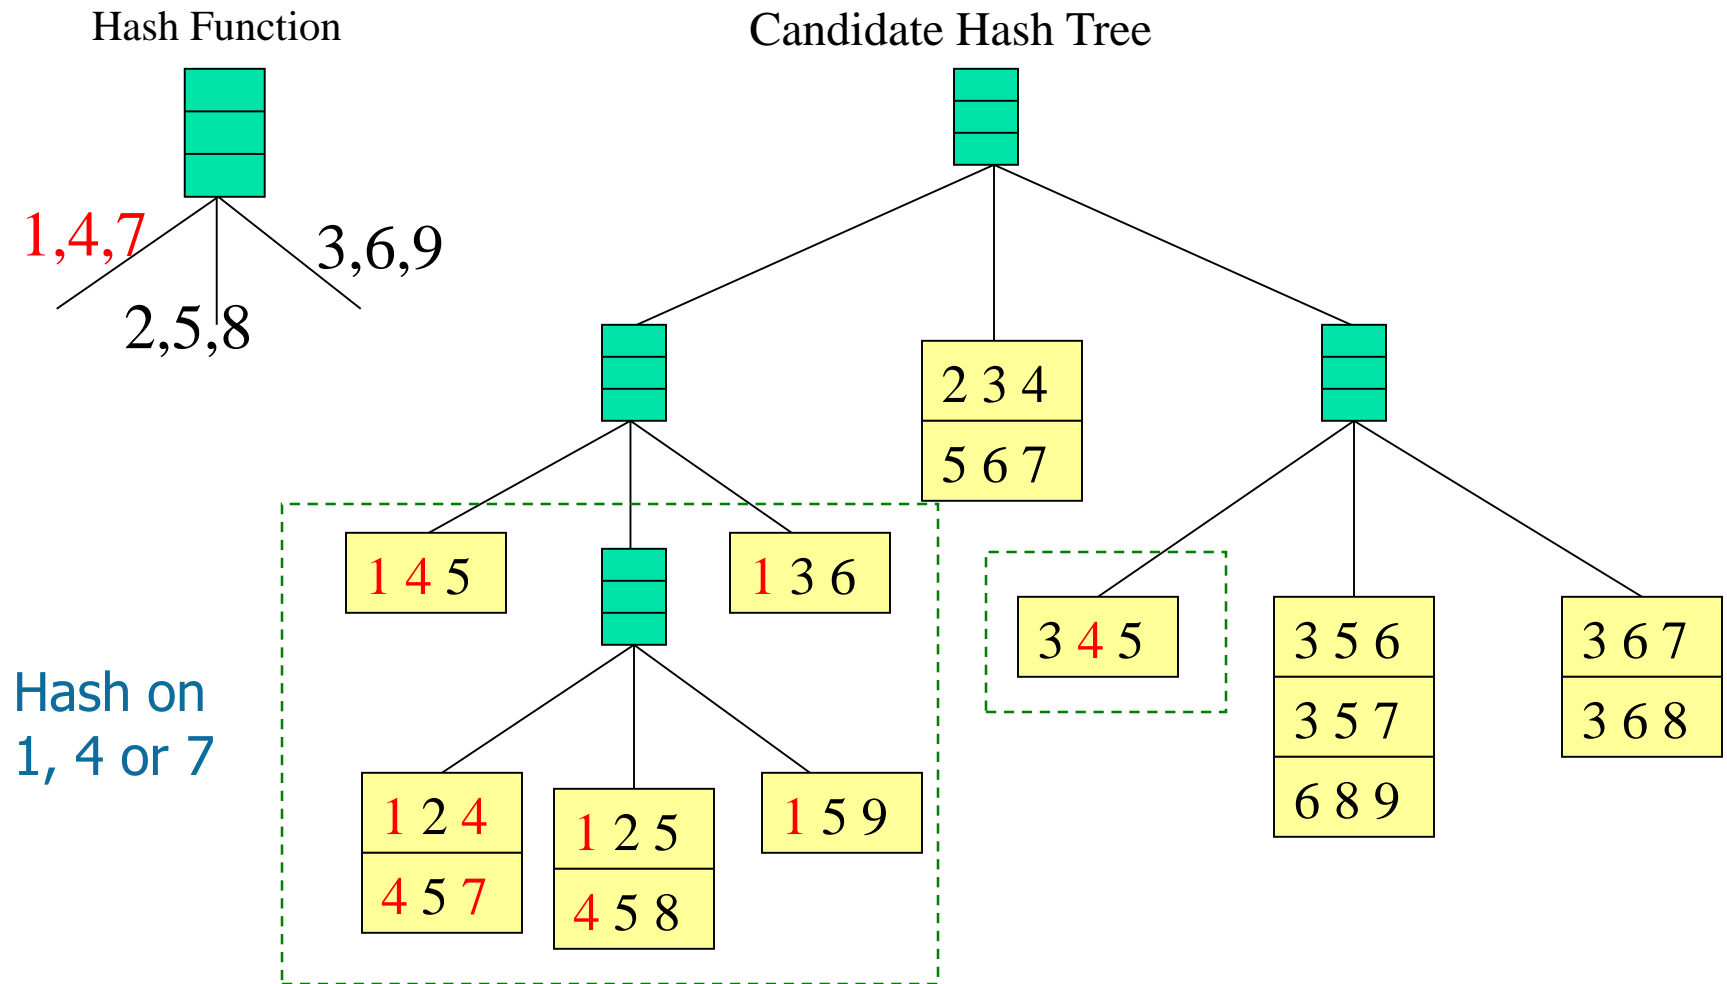 Hash Function
Candidate Hash Tree
1,4,7
3,6,9
2,5,8
2 3 4
5 6 7
1 4 5
1 3 6
3 4 5
3 5 6
3 6 7
3 5 7
3 6 8
6 8 9
Hash on
1, 4 or 7
1 2 4
1 2 5
1 5 9
4 5 7
4 5 8